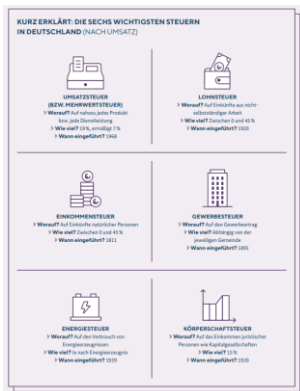 KURZ ERKLÄRT: DIE SECHS WICHTIGSTEN STEUERN
IN DEUTSCHLAND (NACH UMSATZ)
UMSATZSTEUER
(BZW. MEHRWERTSTEUER)
> Worauf? Auf nahezu jedes Produkt
bzw. jede Dienstleistung
> Wie viel? 19 %, ermäßigt 7 %
> Wann eingeführt? 1968
LOHNSTEUER
> Worauf? Auf Einkünfte aus nicht-
selbstständiger Arbeit
> Wie viel? Zwischen 0 und 45 %
> Wann eingeführt? 1920
EINKOMMENSTEUER
> Worauf? Auf Einkünfte natürlicher Personen
> Wie viel? Zwischen 0 und 45 %
> Wann eingeführt? 1811
GEWERBESTEUER
> Worauf? Auf den Gewerbeertrag
> Wie viel? Abhängig von der
jeweiligen Gemeinde
> Wann eingeführt? 1891
ENERGIESTEUER
> Worauf? Auf den Verbrauch von
Energieerzeugnissen
> Wie viel? Je nach Energieerzeugnis
> Wann eingeführt? 1939
KÖRPERSCHAFTSTEUER
> Worauf? Auf das Einkommen juristischer
Personen wie Kapitalgesellschaften
> Wie viel? 15 %
> Wann eingeführt? 1920